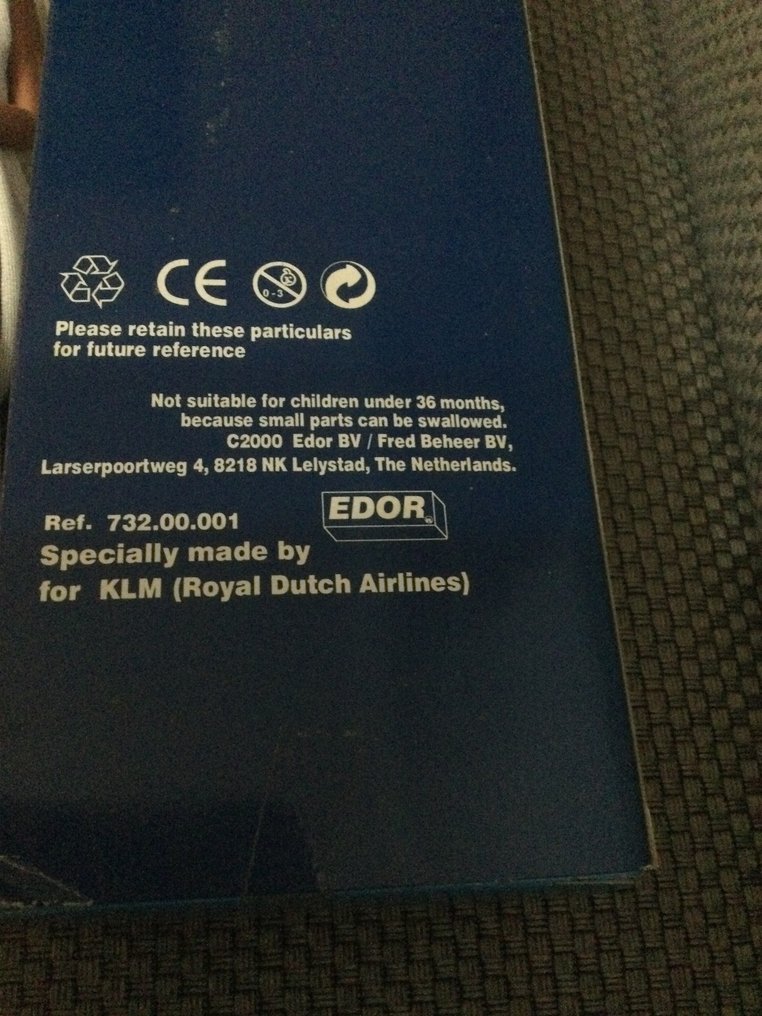 CE
0-3
Please retain these particulars
for future reference
Not suitable for children under 36 months,
because small parts can be swallowed.
C2000 Edor BV / Fred Beheer BV,
Larserpoortweg 4, 8218 NK Lelystad, The Netherlands.
Ref. 732.00.001
EDOR®
Specially made by
for KLM (Royal Dutch Airlines)